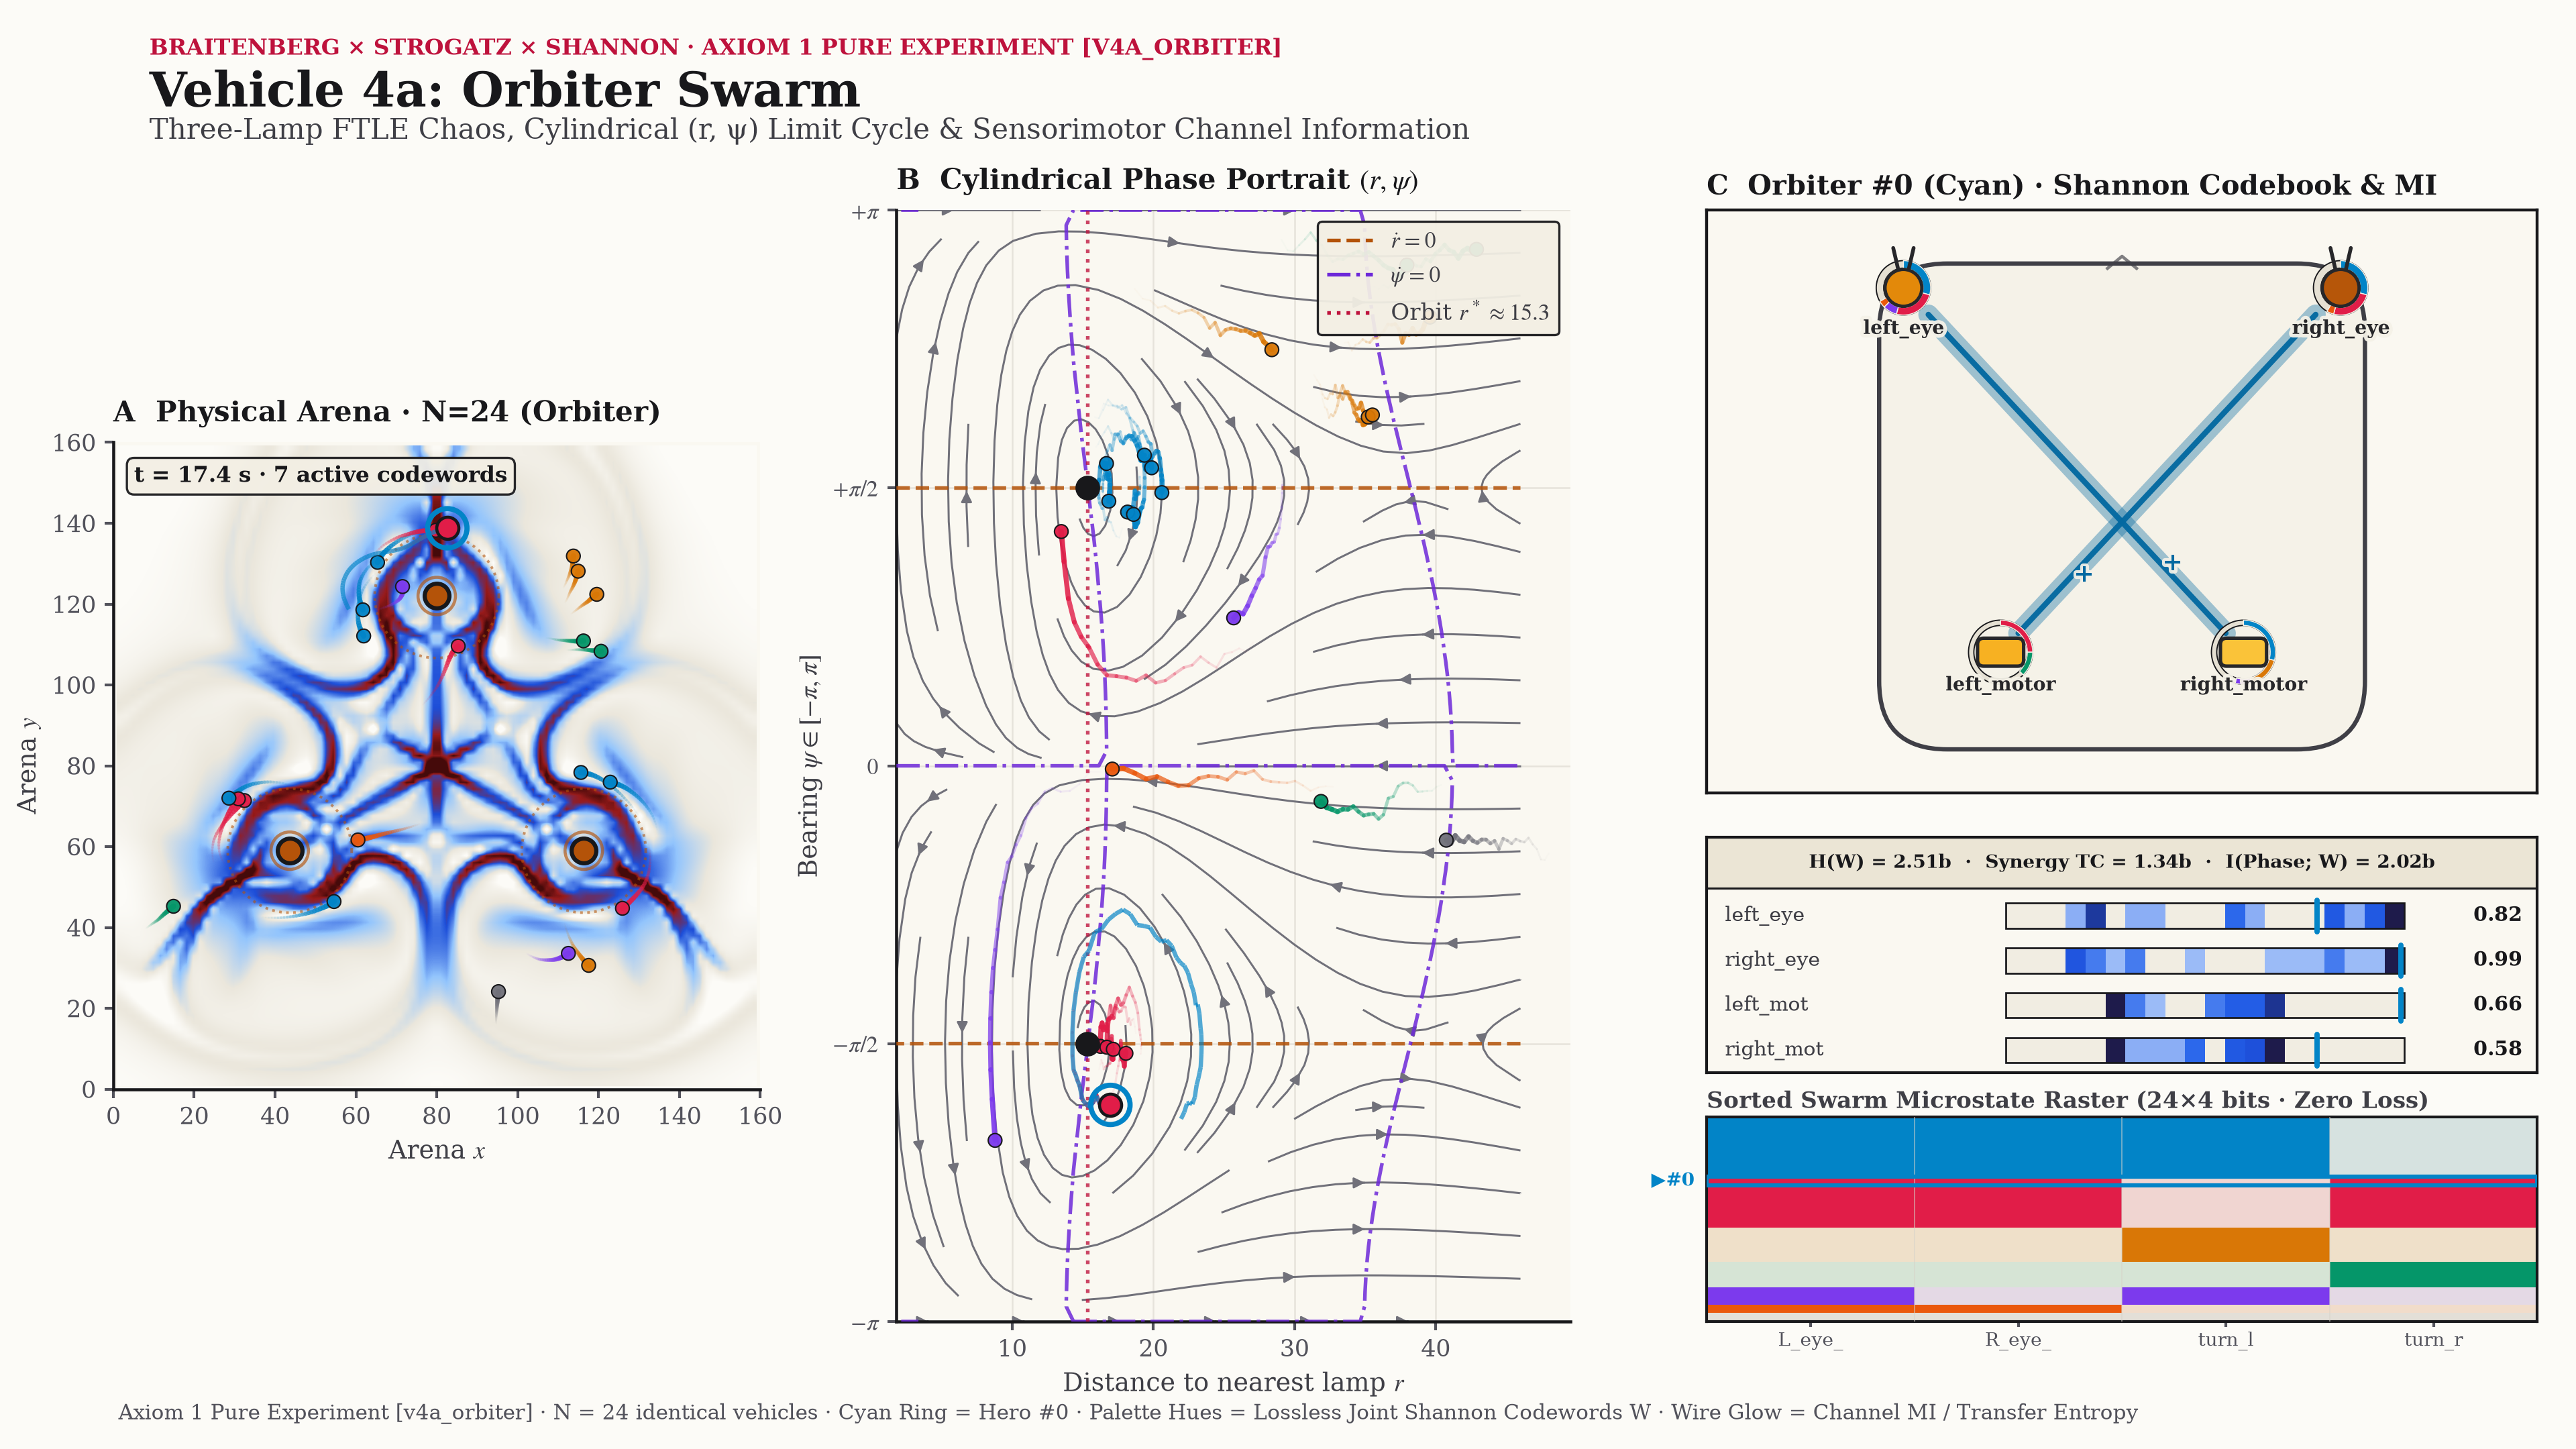 BRAITENBERG × STROGATZ × SHANNON · AXIOM 1 PURE EXPERIMENT [V4A_ORBITER]
Vehicle 4a: Orbiter Swarm
Three-Lamp FTLE Chaos, Cylindrical (r, ψ) Limit Cycle & Sensorimotor Channel Information
A Physical Arena · N=24 (Orbiter)
t = 17.4 s · 7 active codewords
160
140
120
100
80
60
40
20
0
Arena y
0 20 40 60 80 100 120 140 160
Arena x
B Cylindrical Phase Portrait (r, ψ)
+π
+π/2
0
−π/2
−π
Bearing ψ ∈ [−π, π]
ṙ = 0
ψ̇ = 0
Orbit r* ≈ 15.3
10 20 30 40
Distance to nearest lamp r
C Orbiter #0 (Cyan) · Shannon Codebook & MI
left_eye
right_eye
+
+
left_motor
right_motor
H(W) = 2.51b · Synergy TC = 1.34b · I(Phase; W) = 2.02b
left_eye 0.82
right_eye 0.99
left_mot 0.66
right_mot 0.58
Sorted Swarm Microstate Raster (24×4 bits · Zero Loss)
▶#0
L_eye_ R_eye_ turn_l turn_r
Axiom 1 Pure Experiment [v4a_orbiter] · N = 24 identical vehicles · Cyan Ring = Hero #0 · Palette Hues = Lossless Joint Shannon Codewords W · Wire Glow = Channel MI / Transfer Entropy